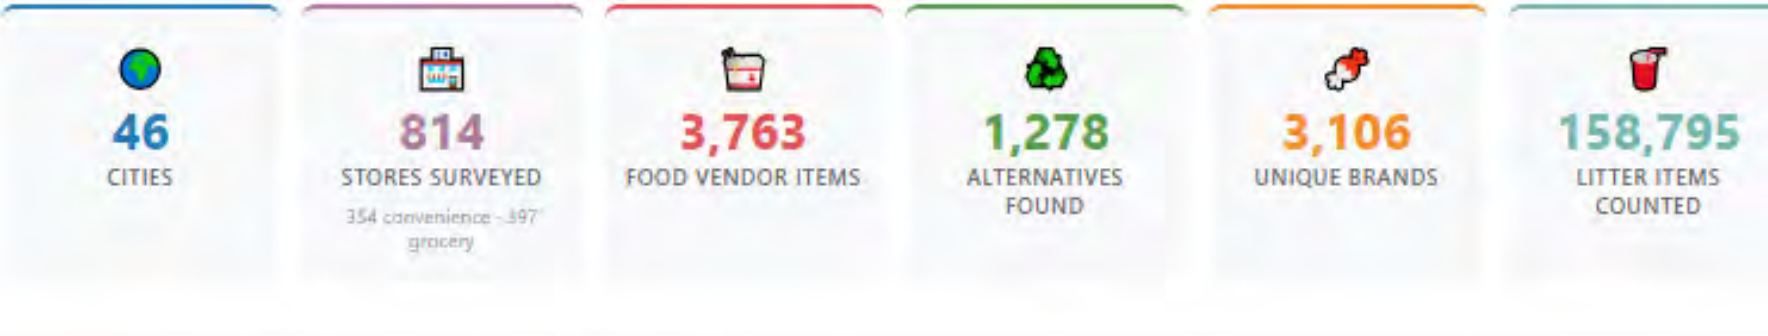 46
CITIES
814
STORES SURVEYED
354 convenience - 397
grocery
3,763
FOOD VENDOR ITEMS
1,278
ALTERNATIVES
FOUND
3,106
UNIQUE BRANDS
158,795
LITTER ITEMS
COUNTED